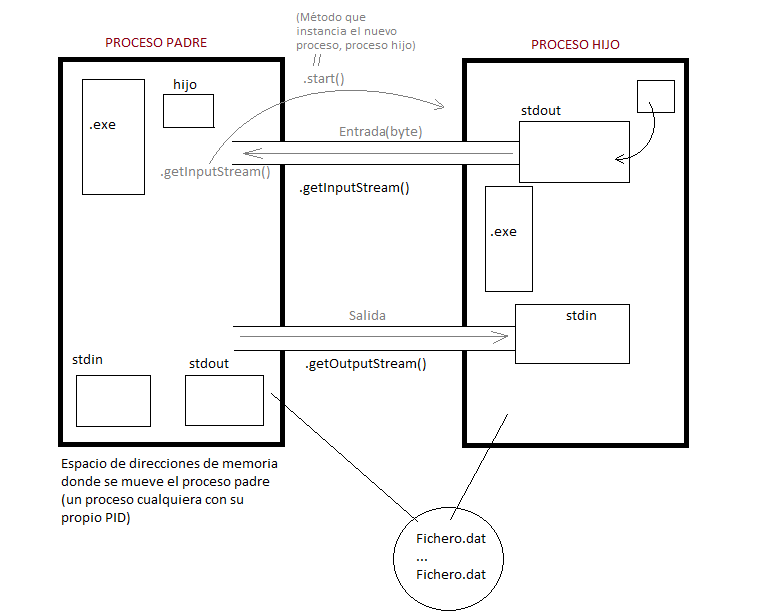 (Método que
instancia el nuevo
proceso, proceso hijo)
//
.start()
PROCESO PADRE
PROCESO HIJO
hijo
.exe
stdout
Entrada(byte)
.getInputStream()
.getInputStream()
.exe
Salida
stdin
.getOutputStream()
stdin
stdout
Espacio de direcciones de memoria
donde se mueve el proceso padre
(un proceso cualquiera con su
propio PID)
Fichero.dat
...
Fichero.dat